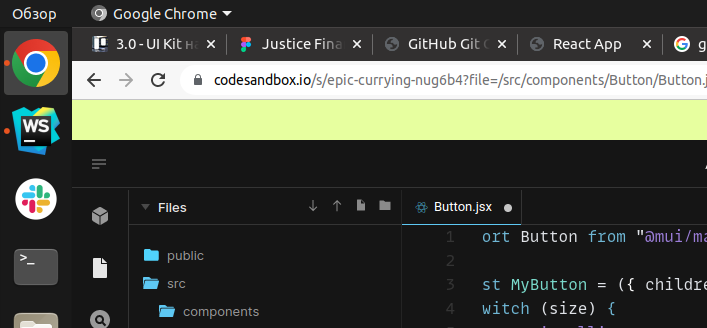 Обзор Google Chrome
3.0 - UI Kit Justice Fina GitHub Git React App g
codesandbox.io/s/epic-currying-nug6b4?file=/src/components/Button/Button.j
WS
Files Button.jsx
1 ort Button from "@mui/ma
public
2
src
3 st MyButton = ({ childre
components
4 witch (size) {
>_